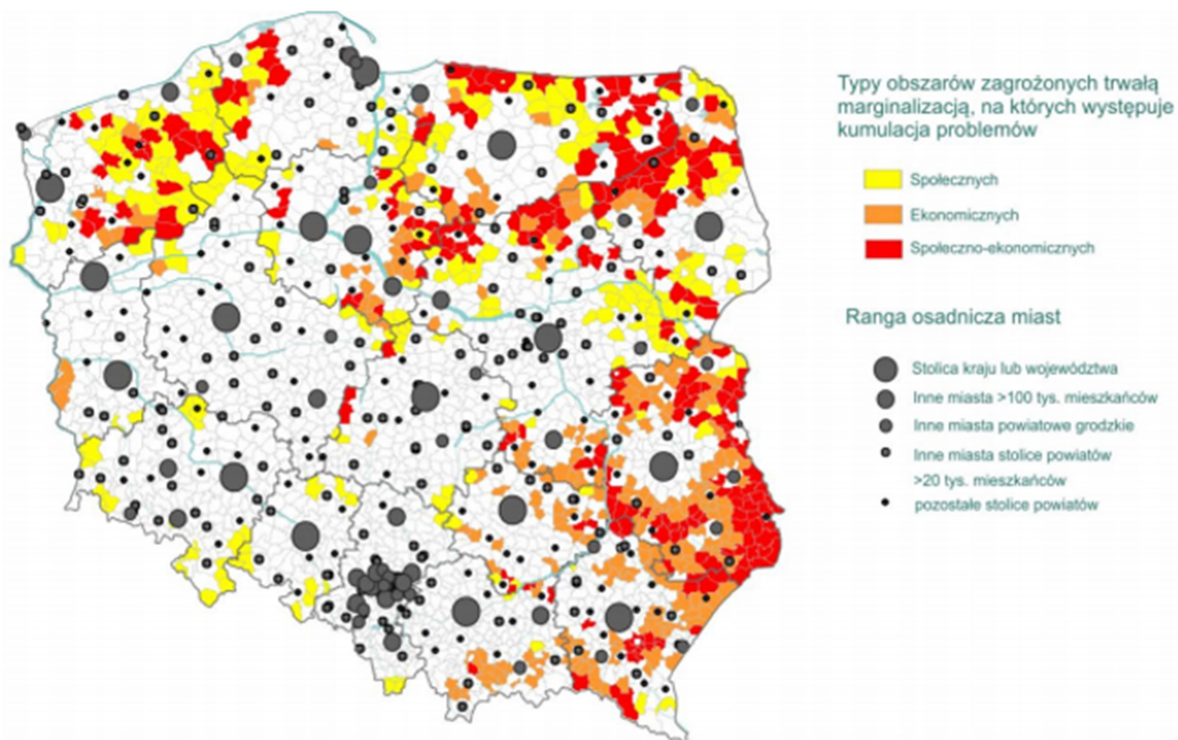 Typy obszarów zagrożonych trwałą
marginalizacją, na których występuje
kumulacja problemów
Społecznych
Ekonomicznych
Społeczno-ekonomicznych
Ranga osadnicza miast
Stolica kraju lub województwa
Inne miasta >100 tys. mieszkańców
Inne miasta powiatowe grodzkie
Inne miasta stolice powiatów
>20 tys. mieszkańców
pozostałe stolice powiatów